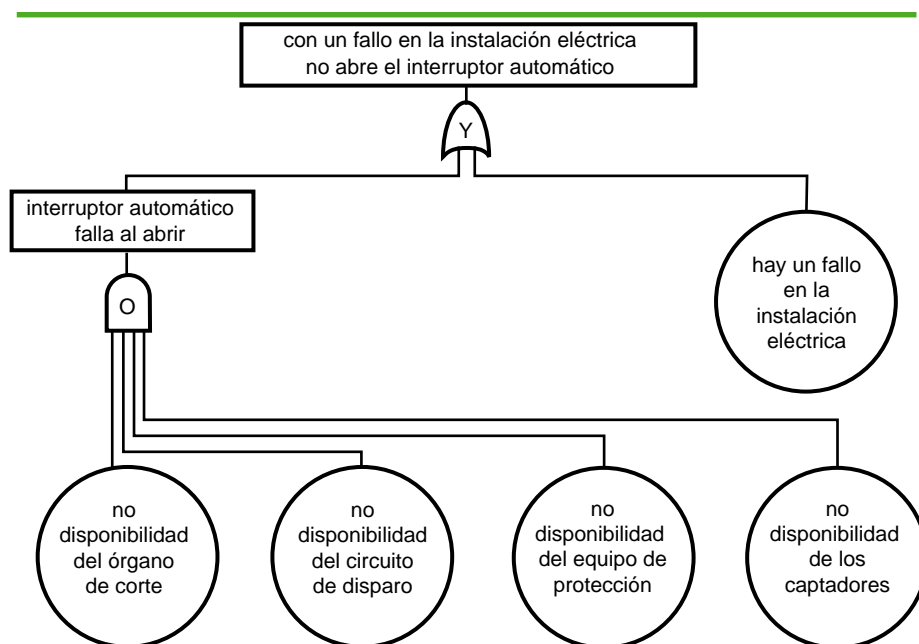 con un fallo en la instalación eléctrica
no abre el interruptor automático
Y
interruptor automático
falla al abrir
hay un fallo
en la
instalación
eléctrica
O
no
disponibilidad
del órgano
de corte
no
disponibilidad
del circuito
de disparo
no
disponibilidad
del equipo de
protección
no
disponibilidad
de los
captadores